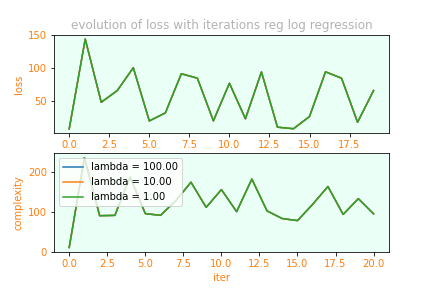 evolution of loss with iterations reg log regression
150
100
50
loss
0.0 2.5 5.0 7.5 10.0 12.5 15.0 17.5
200
100
0
complexity
lambda = 100.00
lambda = 10.00
lambda = 1.00
0.0 2.5 5.0 7.5 10.0 12.5 15.0 17.5 20.0
iter